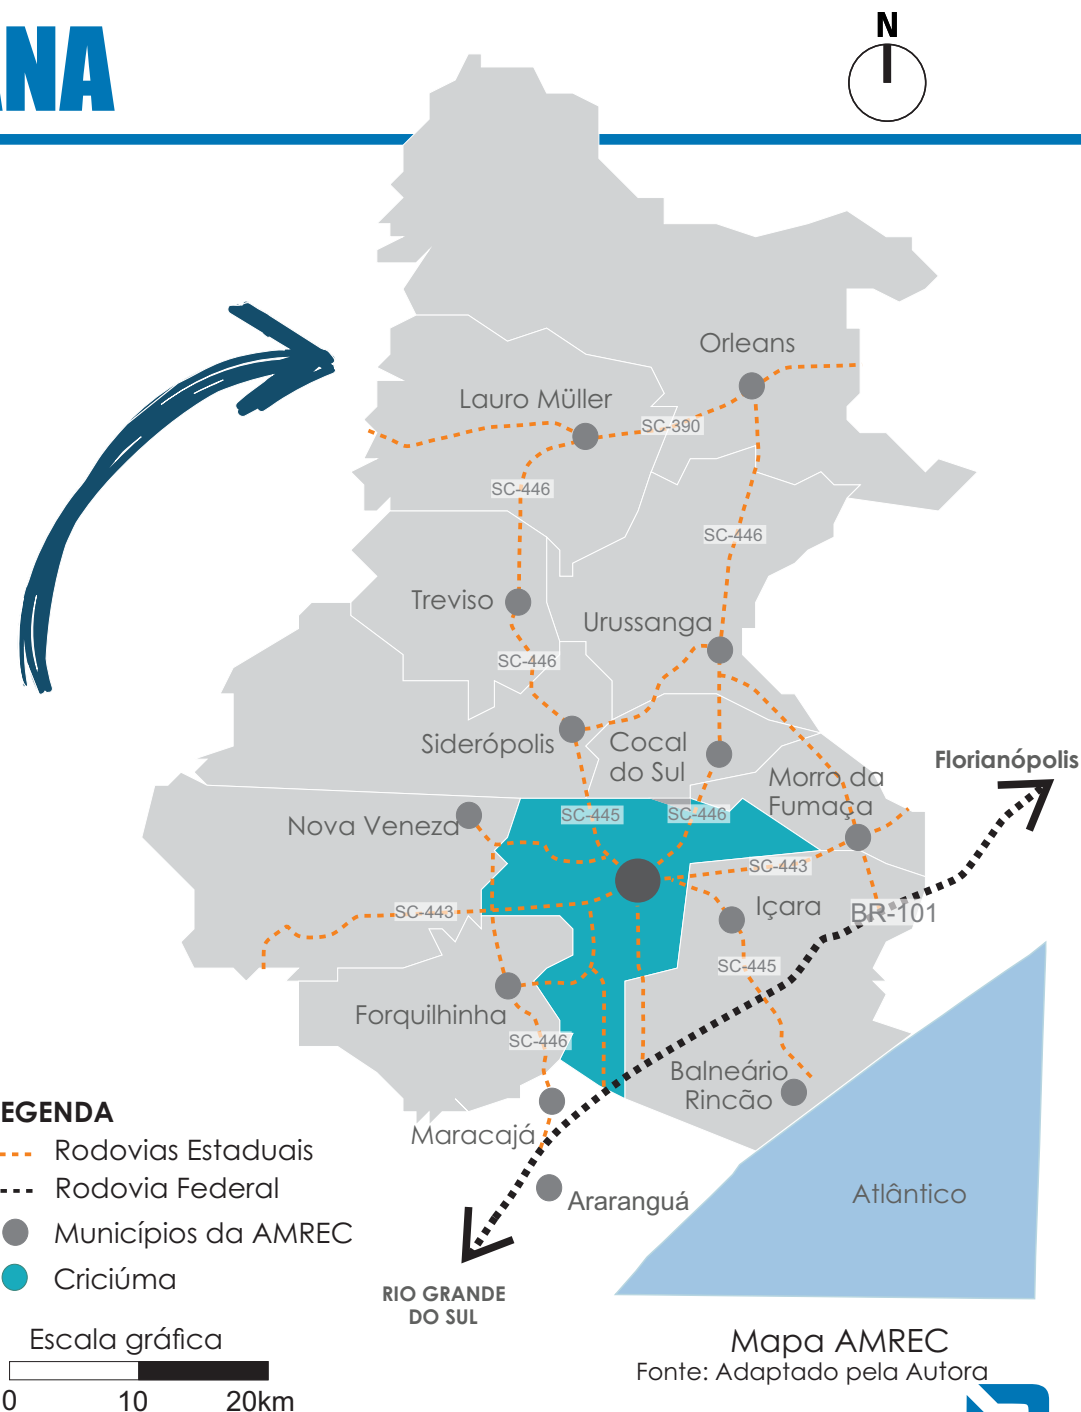 ANA
N
Orleans
Lauro Müller
SC-390
SC-446
SC-446
Treviso
Urussanga
SC-446
Siderópolis
Cocal
do Sul
Florianópolis
Morro da
Fumaça
Nova Veneza
SC-445
SC-446
SC-443
Içara
SC-443
BR-101
SC-445
Forquilhinha
SC-446
Balneário
Rincão
Maracajá
EGENDA
Rodovias Estaduais
Rodovia Federal
Araranguá
Atlântico
Municípios da AMREC
Criciúma
RIO GRANDE
DO SUL
Escala gráfica
0 10 20km
Mapa AMREC
Fonte: Adaptado pela Autora